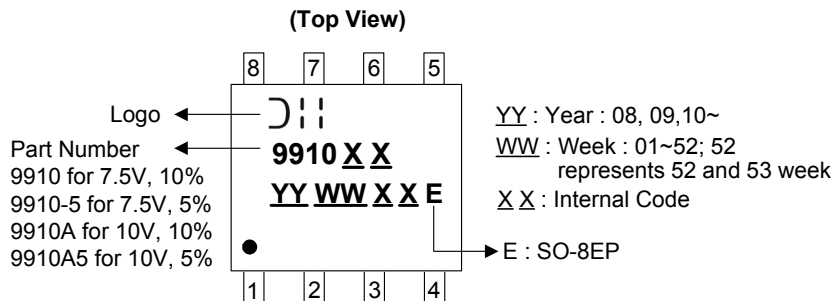 (Top View)
8 7 6 5
Logo
Part Number
9910 for 7.5V, 10%
9910-5 for 7.5V, 5%
9910A for 10V, 10%
9910A5 for 10V, 5%
9910 X X
YY WW X X E
YY : Year : 08, 09,10~
WW : Week : 01~52; 52
represents 52 and 53 week
X X : Internal Code
E : SO-8EP
1 2 3 4